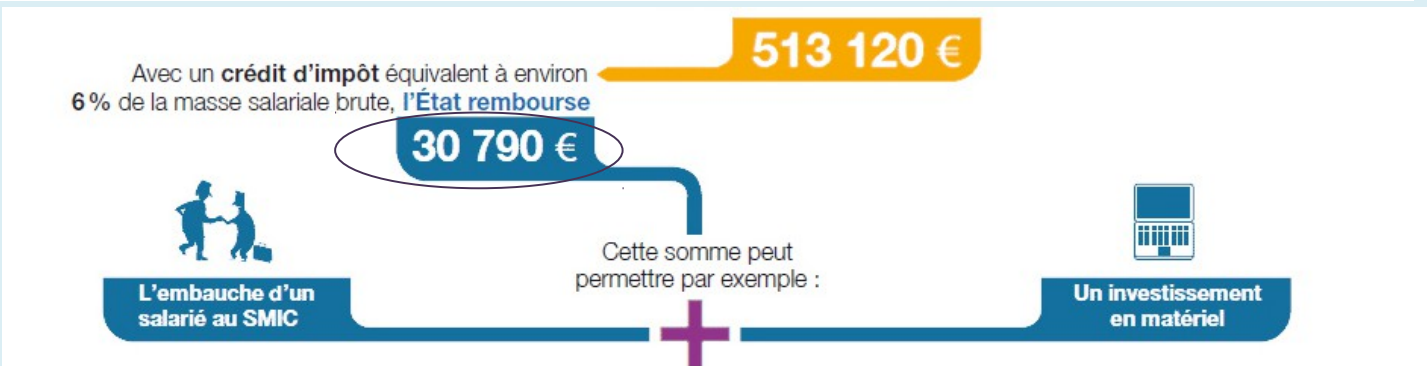 513 120 €
Avec un crédit d'impôt équivalent à environ
6 % de la masse salariale brute, l'État rembourse
30 790 €
Cette somme peut
permettre par exemple :
L'embauche d'un
salarié au SMIC
Un investissement
en matériel